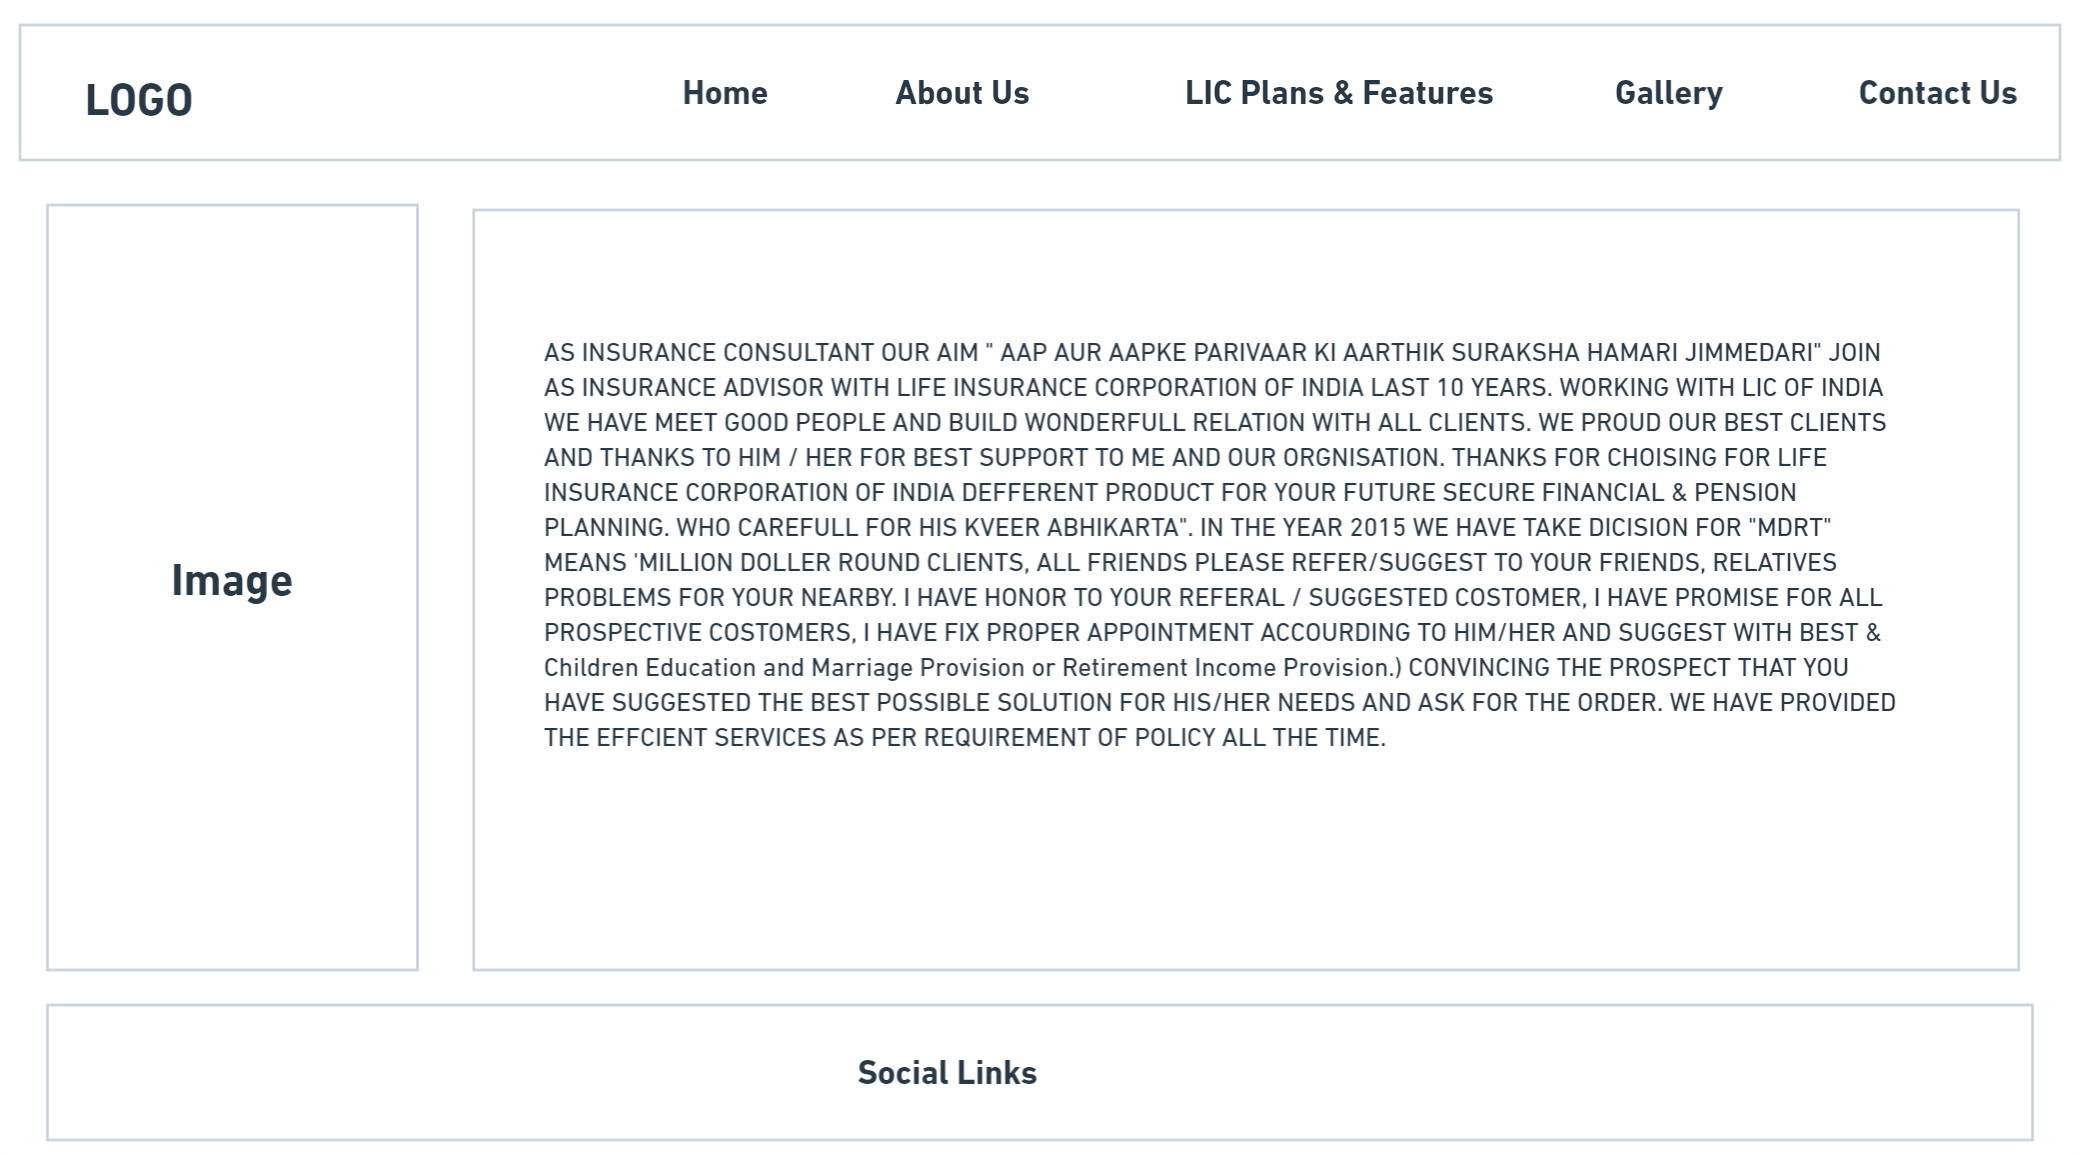 LOGO
Home About Us LIC Plans & Features Gallery Contact Us
Image
AS INSURANCE CONSULTANT OUR AIM " AAP AUR AAPKE PARIVAAR KI AARTHIK SURAKSHA HAMARI JIMMEDARI" JOIN
AS INSURANCE ADVISOR WITH LIFE INSURANCE CORPORATION OF INDIA LAST 10 YEARS. WORKING WITH LIC OF INDIA
WE HAVE MEET GOOD PEOPLE AND BUILD WONDERFULL RELATION WITH ALL CLIENTS. WE PROUD OUR BEST CLIENTS
AND THANKS TO HIM / HER FOR BEST SUPPORT TO ME AND OUR ORGNISATION. THANKS FOR CHOISING FOR LIFE
INSURANCE CORPORATION OF INDIA DEFFERENT PRODUCT FOR YOUR FUTURE SECURE FINANCIAL & PENSION
PLANNING. WHO CAREFULL FOR HIS KVEER ABHIKARTA". IN THE YEAR 2015 WE HAVE TAKE DICISION FOR "MDRT"
MEANS 'MILLION DOLLER ROUND CLIENTS, ALL FRIENDS PLEASE REFER/SUGGEST TO YOUR FRIENDS, RELATIVES
PROBLEMS FOR YOUR NEARBY. I HAVE HONOR TO YOUR REFERAL / SUGGESTED COSTOMER, I HAVE PROMISE FOR ALL
PROSPECTIVE COSTOMERS, I HAVE FIX PROPER APPOINTMENT ACCOURDING TO HIM/HER AND SUGGEST WITH BEST &
Children Education and Marriage Provision or Retirement Income Provision.) CONVINCING THE PROSPECT THAT YOU
HAVE SUGGESTED THE BEST POSSIBLE SOLUTION FOR HIS/HER NEEDS AND ASK FOR THE ORDER. WE HAVE PROVIDED
THE EFFCIENT SERVICES AS PER REQUIREMENT OF POLICY ALL THE TIME.
Social Links